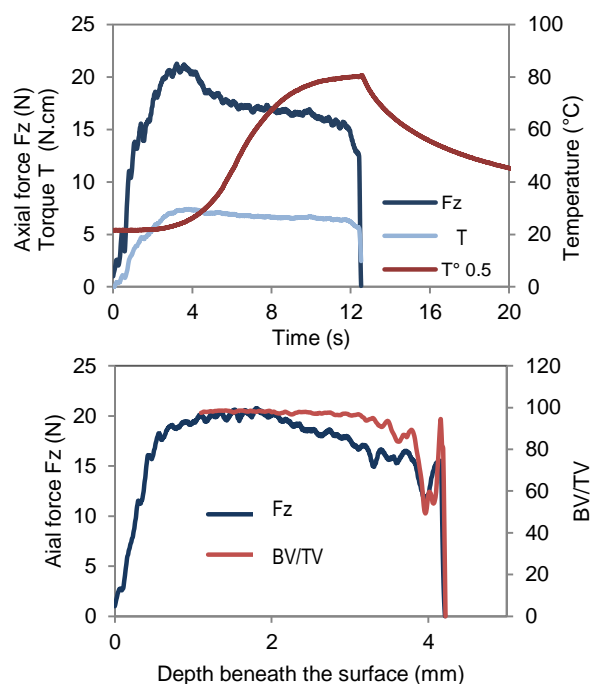 25
20
15
10
5
0
100
80
60
40
20
0
0
4
8
12
16
20
Axial force Fz (N)
Torque T (N.cm)
Temperature (°C)
Fz
T
T° 0.5
Time (s)
25
20
15
10
5
0
120
100
80
60
40
20
0
0
2
4
Aial force Fz (N)
BV/TV
Fz
BV/TV
Depth beneath the surface (mm)